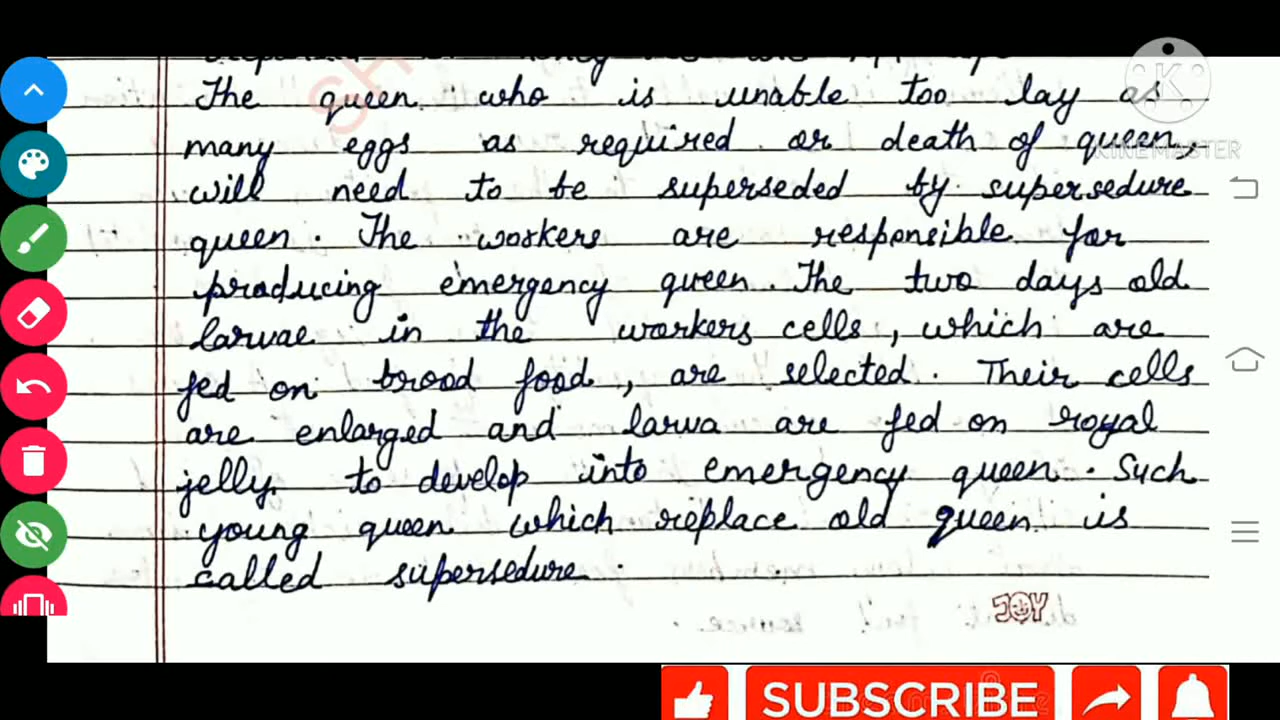 The queen who is unable too lay as
many eggs as required or death of queen,
will need to be superseded by supersedure
queen. The workers are responsible for
producing emergency queen. The two days old
larvae in the workers cells, which are
fed on brood food, are selected. Their cells
are enlarged and larva are fed on royal
jelly to develop into emergency queen. Such
young queen which replace old queen is
called supersedure.
KINEMASTER
JOY
SUBSCRIBE